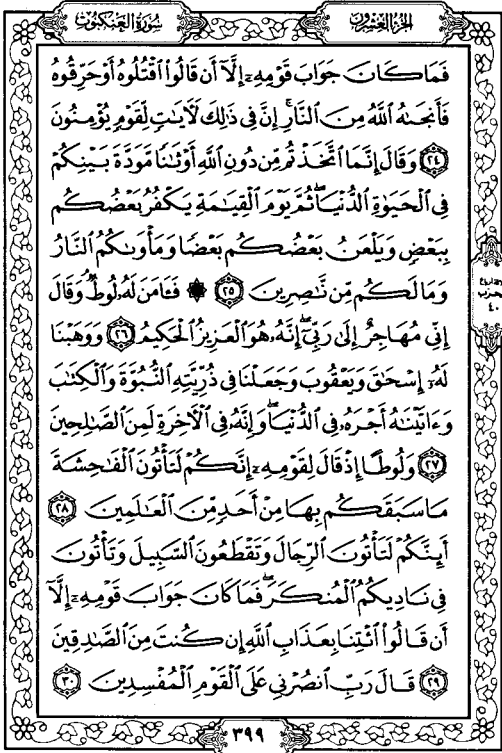 سُورَةُ العَنكَبُوتِ
الجُزْءُ العِشْرُونَ
فَمَا كَانَ جَوَابَ قَوْمِهِۦٓ إِلَّآ أَن قَالُوا۟ ٱقْتُلُوهُ أَوْ حَرِّقُوهُ
فَأَنجَىٰهُ ٱللَّهُ مِنَ ٱلنَّارِ ۚ إِنَّ فِى ذَٰلِكَ لَـَٔايَـٰتٍ لِّقَوْمٍ يُؤْمِنُونَ
٢٤ وَقَالَ إِنَّمَا ٱتَّخَذْتُم مِّن دُونِ ٱللَّهِ أَوْثَـٰنًا مَّوَدَّةَ بَيْنِكُمْ
فِى ٱلْحَيَوٰةِ ٱلدُّنْيَا ۖ ثُمَّ يَوْمَ ٱلْقِيَـٰمَةِ يَكْفُرُ بَعْضُكُم
بِبَعْضٍ وَيَلْعَنُ بَعْضُكُم بَعْضًا وَمَأْوَىٰكُمُ ٱلنَّارُ
وَمَا لَكُم مِّن نَّـٰصِرِينَ ٢٥ ۞ فَـَٔامَنَ لَهُۥ لُوطٌ ۘ وَقَالَ
إِنِّى مُهَاجِرٌ إِلَىٰ رَبِّىٓ ۖ إِنَّهُۥ هُوَ ٱلْعَزِيزُ ٱلْحَكِيمُ ٢٦ وَوَهَبْنَا
لَهُۥٓ إِسْحَـٰقَ وَيَعْقُوبَ وَجَعَلْنَا فِى ذُرِّيَّتِهِ ٱلنُّبُوَّةَ وَٱلْكِتَـٰبَ
وَءَاتَيْنَـٰهُ أَجْرَهُۥ فِى ٱلدُّنْيَا ۖ وَإِنَّهُۥ فِى ٱلْـَٔاخِرَةِ لَمِنَ ٱلصَّـٰلِحِينَ
٢٧ وَلُوطًا إِذْ قَالَ لِقَوْمِهِۦٓ إِنَّكُمْ لَتَأْتُونَ ٱلْفَـٰحِشَةَ
مَا سَبَقَكُم بِهَا مِنْ أَحَدٍ مِّنَ ٱلْعَـٰلَمِينَ ٢٨
أَئِنَّكُمْ لَتَأْتُونَ ٱلرِّجَالَ وَتَقْطَعُونَ ٱلسَّبِيلَ وَتَأْتُونَ
فِى نَادِيكُمُ ٱلْمُنكَرَ ۖ فَمَا كَانَ جَوَابَ قَوْمِهِۦٓ إِلَّآ
أَن قَالُوا۟ ٱئْتِنَا بِعَذَابِ ٱللَّهِ إِن كُنتَ مِنَ ٱلصَّـٰدِقِينَ
٢٩ قَالَ رَبِّ ٱنصُرْنِى عَلَى ٱلْقَوْمِ ٱلْمُفْسِدِينَ ٣٠
حزب
٤٠
٣٩٩